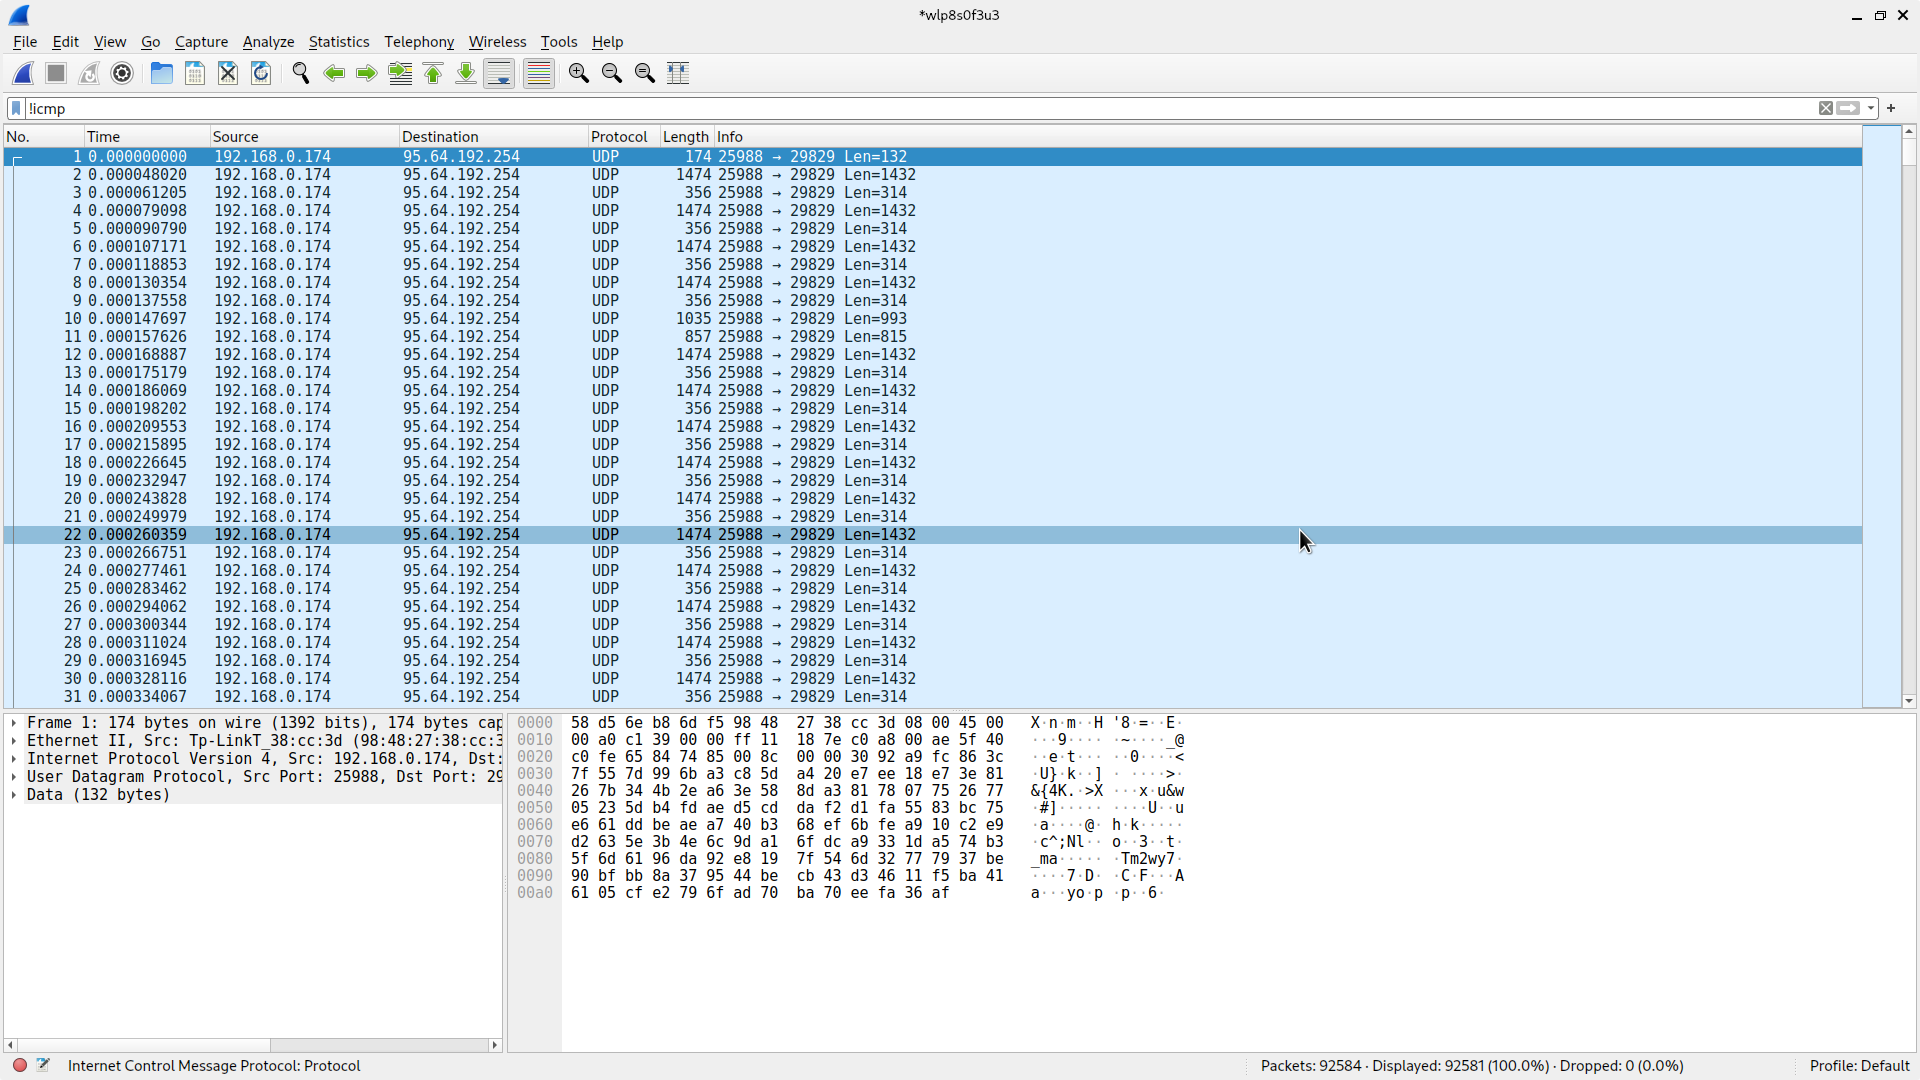 *wlp8s0f3u3
File Edit View Go Capture Analyze Statistics Telephony Wireless Tools Help
!icmp
No. Time Source Destination Protocol Length Info
1 0.000000000 192.168.0.174 95.64.192.254 UDP 174 25988 → 29829 Len=132
2 0.000048020 192.168.0.174 95.64.192.254 UDP 1474 25988 → 29829 Len=1432
3 0.000061205 192.168.0.174 95.64.192.254 UDP 356 25988 → 29829 Len=314
4 0.000079098 192.168.0.174 95.64.192.254 UDP 1474 25988 → 29829 Len=1432
5 0.000090790 192.168.0.174 95.64.192.254 UDP 356 25988 → 29829 Len=314
6 0.000107171 192.168.0.174 95.64.192.254 UDP 1474 25988 → 29829 Len=1432
7 0.000118853 192.168.0.174 95.64.192.254 UDP 356 25988 → 29829 Len=314
8 0.000130354 192.168.0.174 95.64.192.254 UDP 1474 25988 → 29829 Len=1432
9 0.000137558 192.168.0.174 95.64.192.254 UDP 356 25988 → 29829 Len=314
10 0.000147697 192.168.0.174 95.64.192.254 UDP 1035 25988 → 29829 Len=993
11 0.000157626 192.168.0.174 95.64.192.254 UDP 857 25988 → 29829 Len=815
12 0.000168887 192.168.0.174 95.64.192.254 UDP 1474 25988 → 29829 Len=1432
13 0.000175179 192.168.0.174 95.64.192.254 UDP 356 25988 → 29829 Len=314
14 0.000186069 192.168.0.174 95.64.192.254 UDP 1474 25988 → 29829 Len=1432
15 0.000198202 192.168.0.174 95.64.192.254 UDP 356 25988 → 29829 Len=314
16 0.000209553 192.168.0.174 95.64.192.254 UDP 1474 25988 → 29829 Len=1432
17 0.000215895 192.168.0.174 95.64.192.254 UDP 356 25988 → 29829 Len=314
18 0.000226645 192.168.0.174 95.64.192.254 UDP 1474 25988 → 29829 Len=1432
19 0.000232947 192.168.0.174 95.64.192.254 UDP 356 25988 → 29829 Len=314
20 0.000243828 192.168.0.174 95.64.192.254 UDP 1474 25988 → 29829 Len=1432
21 0.000249979 192.168.0.174 95.64.192.254 UDP 356 25988 → 29829 Len=314
22 0.000260359 192.168.0.174 95.64.192.254 UDP 1474 25988 → 29829 Len=1432
23 0.000266751 192.168.0.174 95.64.192.254 UDP 356 25988 → 29829 Len=314
24 0.000277461 192.168.0.174 95.64.192.254 UDP 1474 25988 → 29829 Len=1432
25 0.000283462 192.168.0.174 95.64.192.254 UDP 356 25988 → 29829 Len=314
26 0.000294062 192.168.0.174 95.64.192.254 UDP 1474 25988 → 29829 Len=1432
27 0.000300344 192.168.0.174 95.64.192.254 UDP 356 25988 → 29829 Len=314
28 0.000311024 192.168.0.174 95.64.192.254 UDP 1474 25988 → 29829 Len=1432
29 0.000316945 192.168.0.174 95.64.192.254 UDP 356 25988 → 29829 Len=314
30 0.000328116 192.168.0.174 95.64.192.254 UDP 1474 25988 → 29829 Len=1432
31 0.000334067 192.168.0.174 95.64.192.254 UDP 356 25988 → 29829 Len=314
Frame 1: 174 bytes on wire (1392 bits), 174 bytes cap
Ethernet II, Src: Tp-LinkT_38:cc:3d (98:48:27:38:cc:3
Internet Protocol Version 4, Src: 192.168.0.174, Dst:
User Datagram Protocol, Src Port: 25988, Dst Port: 29
Data (132 bytes)
0000 58 d5 6e b8 6d f5 98 48 27 38 cc 3d 08 00 45 00 X·n·m··H '8·=··E·
0010 00 a0 c1 39 00 00 ff 11 18 7e c0 a8 00 ae 5f 40 ···9···· ·~····_@
0020 c0 fe 65 84 74 85 00 8c 00 00 30 92 a9 fc 86 3c ··e·t··· ··0····<
0030 7f 55 7d 99 6b a3 c8 5d a4 20 e7 ee 18 e7 3e 81 ·U}·k··] · ····>·
0040 26 7b 34 4b 2e a6 3e 58 8d a3 81 78 07 75 26 77 &{4K.·>X ···x·u&w
0050 05 23 5d b4 fd ae d5 cd da f2 d1 fa 55 83 bc 75 ·#]····· ····U··u
0060 e6 61 dd be ae a7 40 b3 68 ef 6b fe a9 10 c2 e9 ·a····@· h·k·····
0070 d2 63 5e 3b 4e 6c 9d a1 6f dc a9 33 1d a5 74 b3 ·c^;Nl·· o··3··t·
0080 5f 6d 61 96 da 92 e8 19 7f 54 6d 32 77 79 37 be _ma····· ·Tm2wy7·
0090 90 bf bb 8a 37 95 44 be cb 43 d3 46 11 f5 ba 41 ····7·D· ·C·F···A
00a0 61 05 cf e2 79 6f ad 70 ba 70 ee fa 36 af a···yo·p ·p··6·
Internet Control Message Protocol: Protocol
Packets: 92584 · Displayed: 92581 (100.0%) · Dropped: 0 (0.0%)
Profile: Default